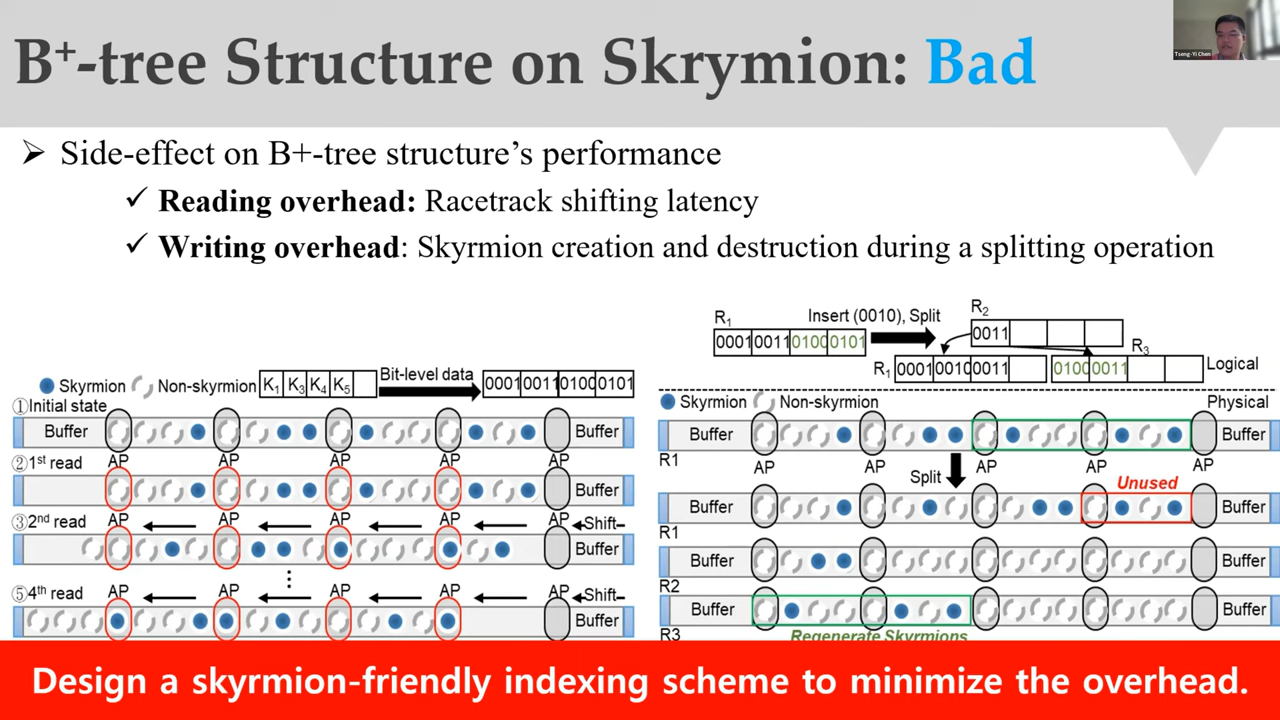 B+-tree Structure on Skrymion: Bad
Tseng-Yi Chen
➢ Side-effect on B+-tree structure's performance
✓ Reading overhead: Racetrack shifting latency
✓ Writing overhead: Skyrmion creation and destruction during a splitting operation
Skyrmion Non-skyrmion K1 K3 K4 K5 Bit-level data 0001 0011 0100 0101
①Initial state
Buffer Buffer
②1st read AP AP AP AP AP
Buffer
③2nd read AP AP AP AP AP Shift
Buffer
⑤4th read AP AP AP AP AP Shift
Buffer
R1 Insert (0010), Split R2
0001 0011 0100 0101 0011
R3
R1 0001 0010 0011 0100 0011 Logical
Skyrmion Non-skyrmion Physical
Buffer Buffer
R1 AP AP AP AP AP
Split Unused
Buffer Buffer
R1
Buffer Buffer
R2
Buffer Buffer
R3 Regenerate Skyrmions
Design a skyrmion-friendly indexing scheme to minimize the overhead.